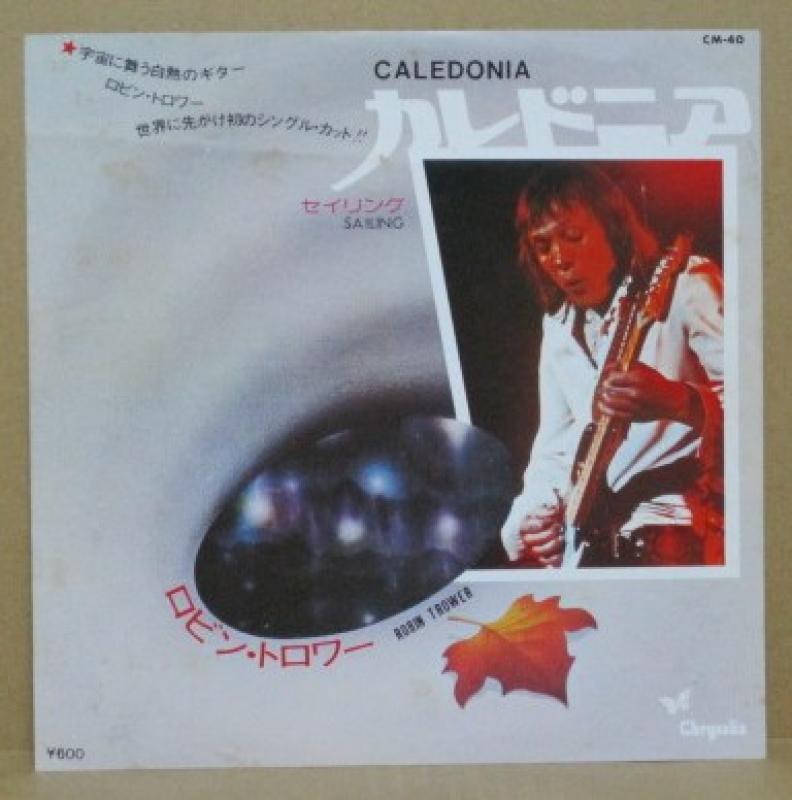 CM-40
★宇宙に舞う白熱のギター
ロビン・トロワー
世界に先がけ初のシングル・カット!!
CALEDONIA
カレドニア
セイリング
SAILING
ロビン・トロワー
ROBIN TROWER
Chrysalis
¥600